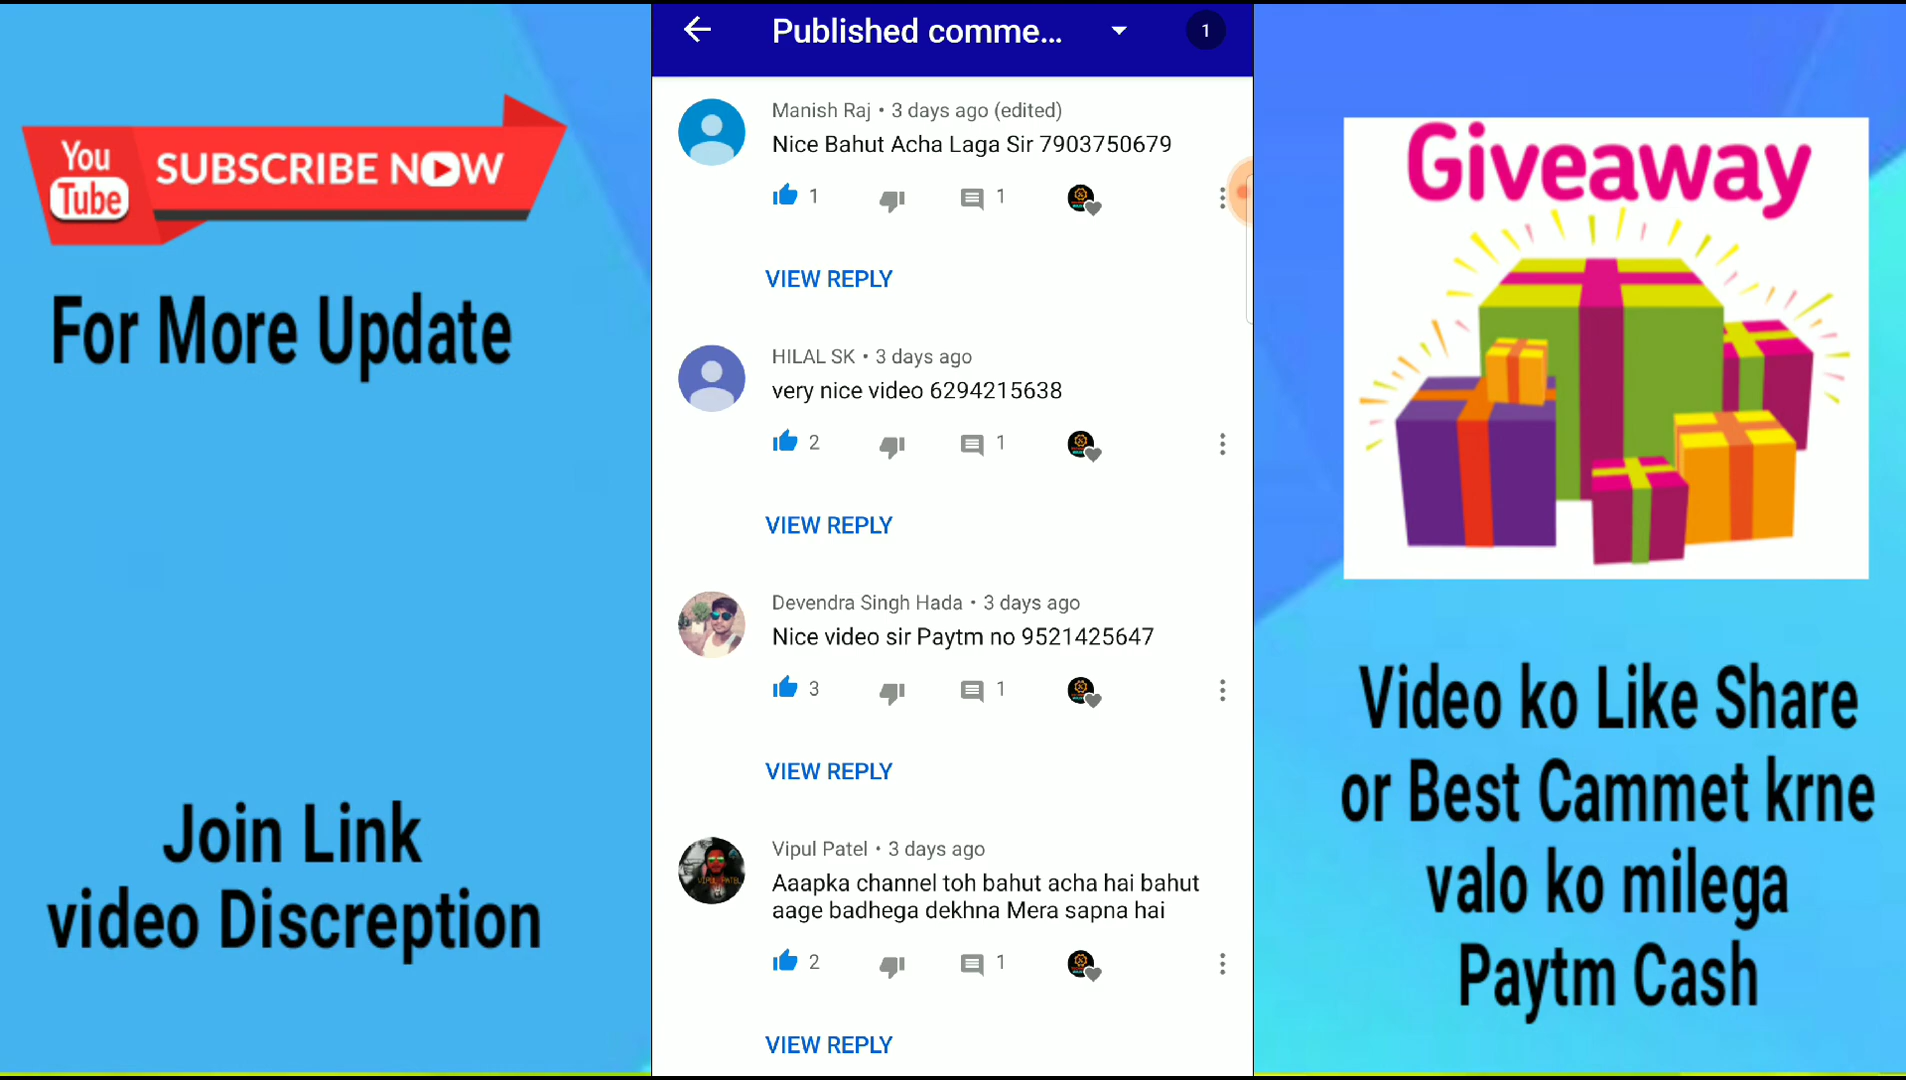 You
Tube
SUBSCRIBE NOW
For More Update
Join Link
video Discreption
Published comme...
1
Manish Raj • 3 days ago (edited)
Nice Bahut Acha Laga Sir 7903750679
1
1
VIEW REPLY
HILAL SK • 3 days ago
very nice video 6294215638
2
1
VIEW REPLY
Devendra Singh Hada • 3 days ago
Nice video sir Paytm no 9521425647
3
1
VIEW REPLY
Vipul Patel • 3 days ago
Aaapka channel toh bahut acha hai bahut
aage badhega dekhna Mera sapna hai
2
1
VIEW REPLY
Giveaway
Video ko Like Share
or Best Cammet krne
valo ko milega
Paytm Cash